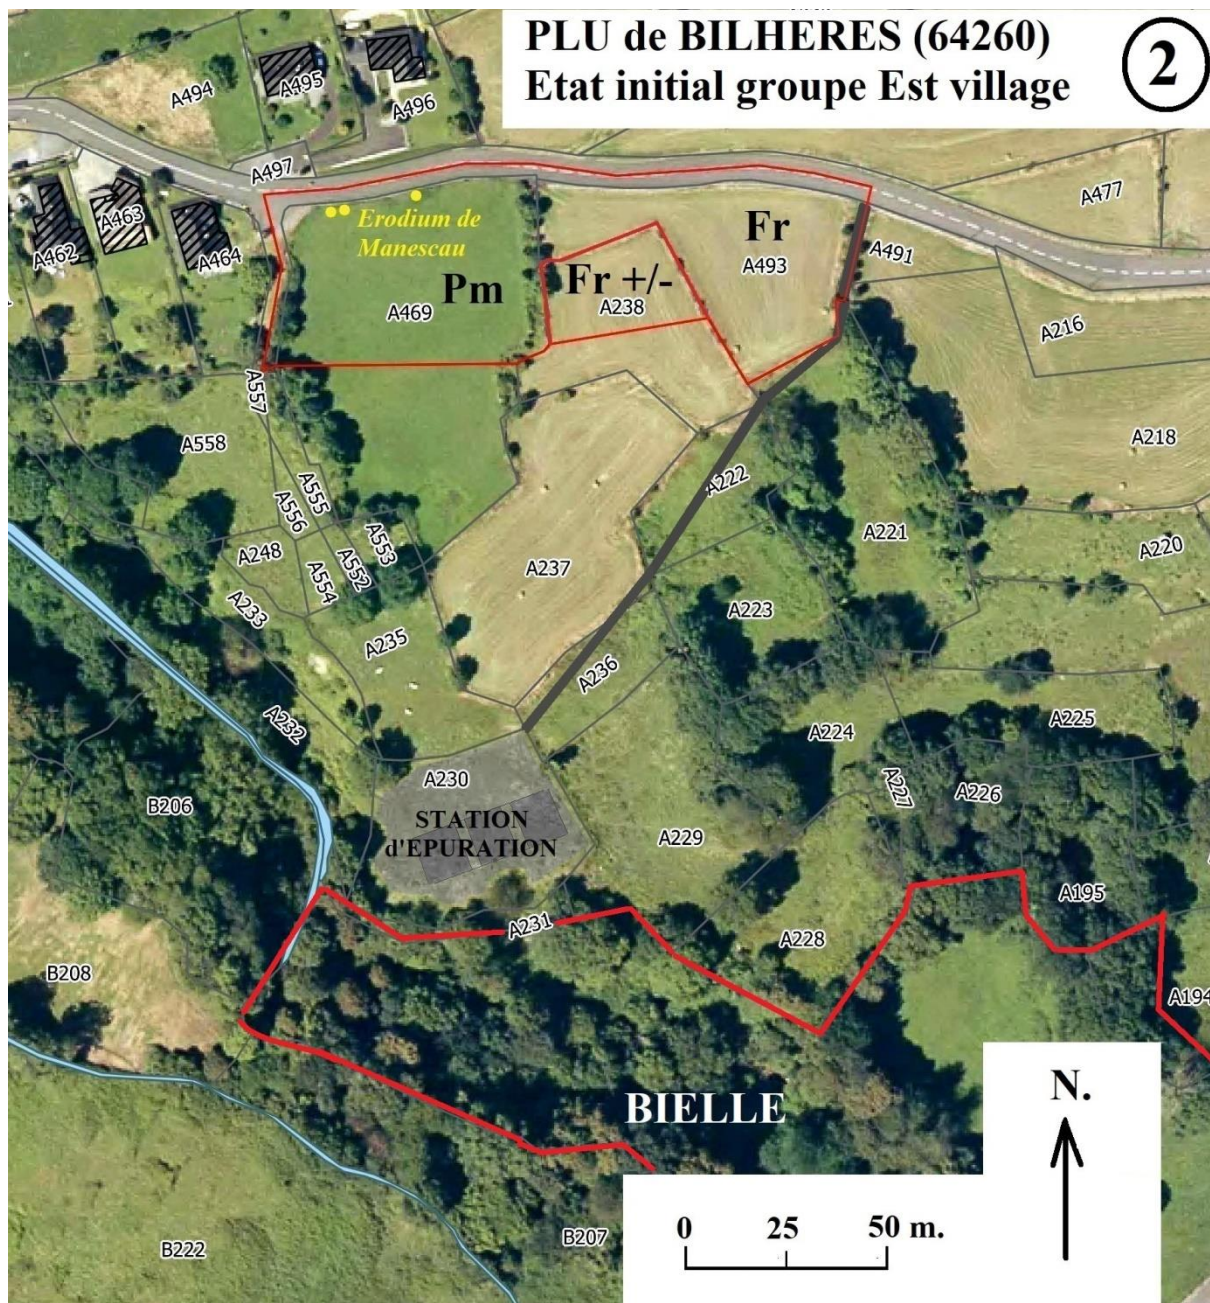 PLU de BILHERES (64260)
Etat initial groupe Est village
2
A494
A495
A496
A497
A477
A462
A463
A464
Erodium de
Manescau
Pm
A469
Fr +/-
A238
Fr
A493
A491
A216
A218
A557
A558
A555
A556
A553
A552
A554
A248
A233
A235
A237
A222
A221
A220
A223
A236
A232
A224
A225
A227
A226
A230
STATION
d'EPURATION
A229
B206
A231
A228
A195
A194
B208
BIELLE
N.
0 25 50 m.
B207
B222